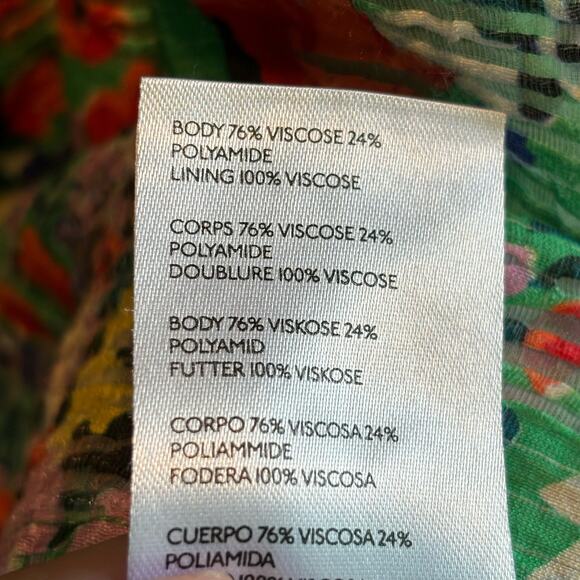 BODY 76% VISCOSE 24%
POLYAMIDE
LINING 100% VISCOSE
CORPS 76% VISCOSE 24%
POLYAMIDE
DOUBLURE 100% VISCOSE
BODY 76% VISKOSE 24%
POLYAMID
FUTTER 100% VISKOSE
CORPO 76% VISCOSA 24%
POLIAMMIDE
FODERA 100% VISCOSA
CUERPO 76% VISCOSA 24%
POLIAMIDA